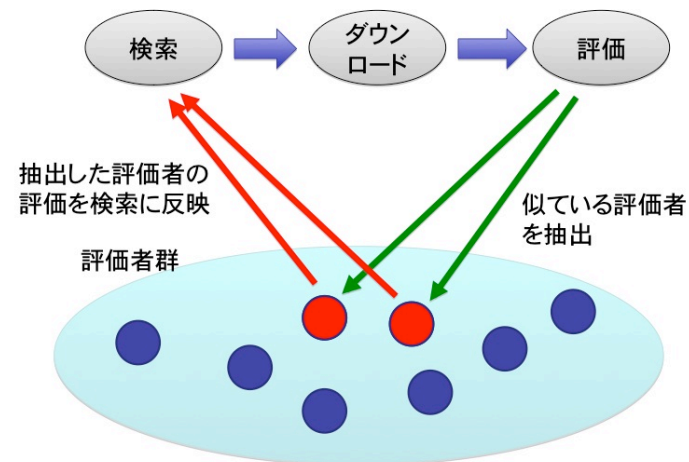 検索
ダウン
ロード
評価
抽出した評価者の
評価を検索に反映
似ている評価者
を抽出
評価者群